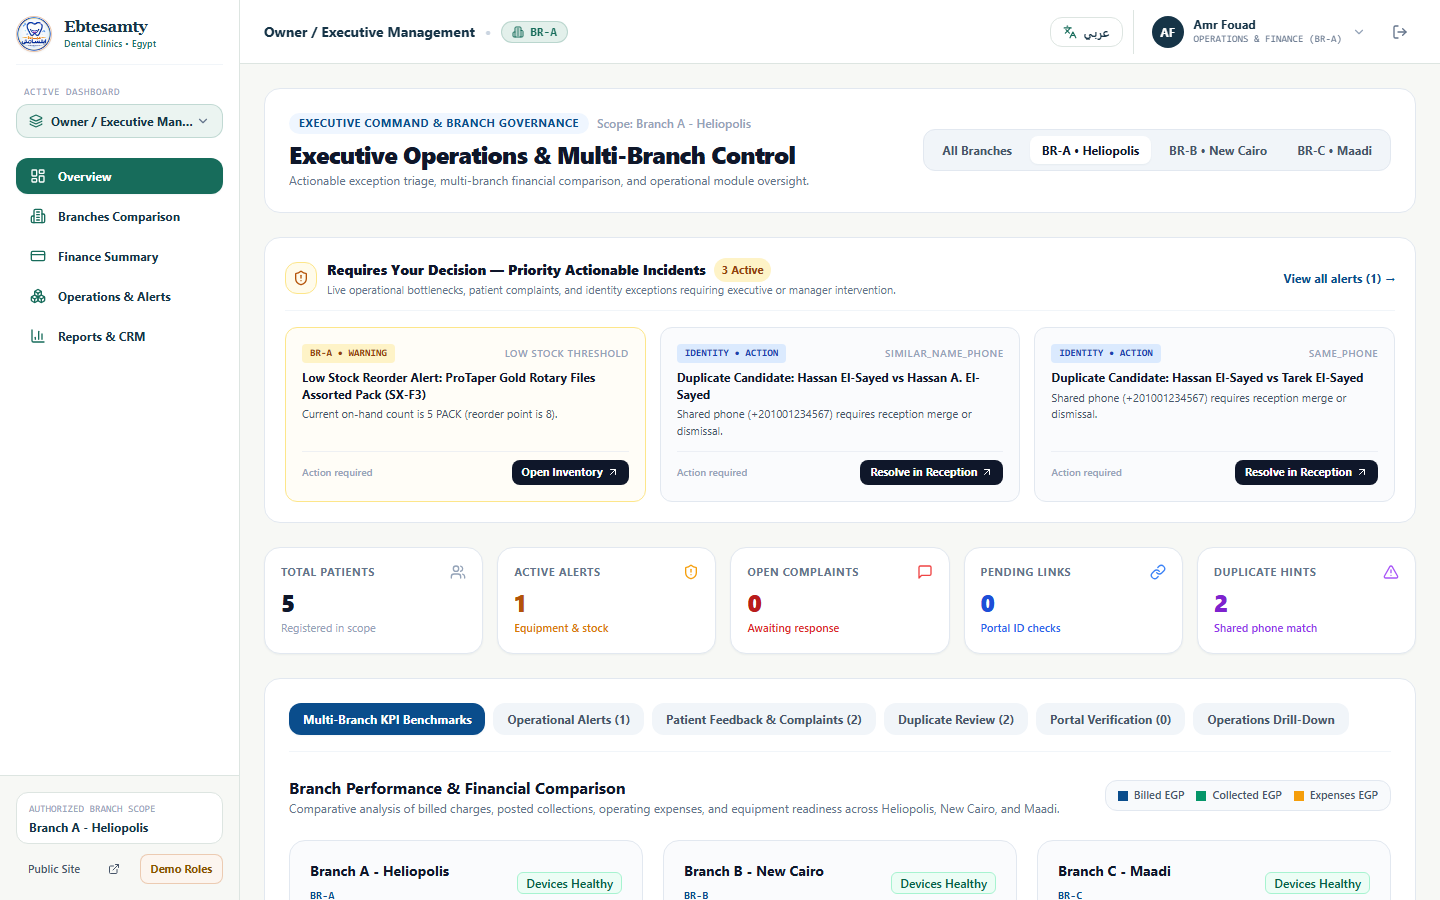 Ebtesamty
Dental Clinics • Egypt
ACTIVE DASHBOARD
Owner / Executive Man...
Overview
Branches Comparison
Finance Summary
Operations & Alerts
Reports & CRM
AUTHORIZED BRANCH SCOPE
Branch A - Heliopolis
Public Site
Demo Roles
Owner / Executive Management
BR-A
عربي
AF
Amr Fouad
OPERATIONS & FINANCE (BR-A)
EXECUTIVE COMMAND & BRANCH GOVERNANCE
Scope: Branch A - Heliopolis
Executive Operations & Multi-Branch Control
Actionable exception triage, multi-branch financial comparison, and operational module oversight.
All Branches
BR-A • Heliopolis
BR-B • New Cairo
BR-C • Maadi
Requires Your Decision — Priority Actionable Incidents
3 Active
Live operational bottlenecks, patient complaints, and identity exceptions requiring executive or manager intervention.
View all alerts (1) →
BR-A • WARNING
LOW STOCK THRESHOLD
Low Stock Reorder Alert: ProTaper Gold Rotary Files
Assorted Pack (SX-F3)
Current on-hand count is 5 PACK (reorder point is 8).
Action required
Open Inventory
IDENTITY • ACTION
SIMILAR_NAME_PHONE
Duplicate Candidate: Hassan El-Sayed vs Hassan A. El-
Sayed
Shared phone (+201001234567) requires reception merge or
dismissal.
Action required
Resolve in Reception
IDENTITY • ACTION
SAME_PHONE
Duplicate Candidate: Hassan El-Sayed vs Tarek El-Sayed
Shared phone (+201001234567) requires reception merge or
dismissal.
Action required
Resolve in Reception
TOTAL PATIENTS
5
Registered in scope
ACTIVE ALERTS
1
Equipment & stock
OPEN COMPLAINTS
0
Awaiting response
PENDING LINKS
0
Portal ID checks
DUPLICATE HINTS
2
Shared phone match
Multi-Branch KPI Benchmarks
Operational Alerts (1)
Patient Feedback & Complaints (2)
Duplicate Review (2)
Portal Verification (0)
Operations Drill-Down
Branch Performance & Financial Comparison
Comparative analysis of billed charges, posted collections, operating expenses, and equipment readiness across Heliopolis, New Cairo, and Maadi.
Billed EGP
Collected EGP
Expenses EGP
Branch A - Heliopolis
BR-A
Devices Healthy
Branch B - New Cairo
BR-B
Devices Healthy
Branch C - Maadi
BR-C
Devices Healthy